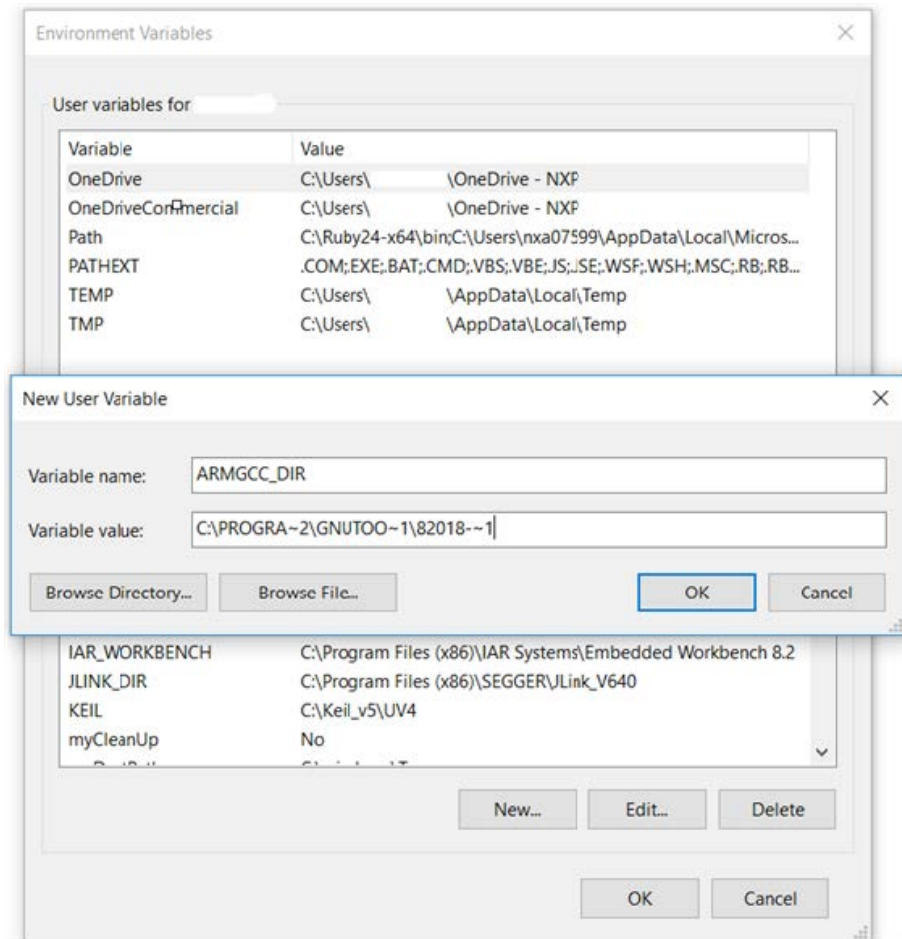 Environment Variables
User variables for
Variable Value
OneDrive C:\Users\ \OneDrive - NXP
OneDriveCommercial C:\Users\ \OneDrive - NXP
Path C:\Ruby24-x64\bin;C:\Users\nxa07599\AppData\Local\Micros...
PATHEXT .COM;.EXE;.BAT;.CMD;.VBS;.VBE;.JS;.JSE;.WSF;.WSH;.MSC;.RB;.RB...
TEMP C:\Users\ \AppData\Local\Temp
TMP C:\Users\ \AppData\Local\Temp
New User Variable
Variable name: ARMGCC_DIR
Variable value: C:\PROGRA~2\GNUTOO~1\82018-~1
Browse Directory... Browse File... OK Cancel
IAR_WORKBENCH C:\Program Files (x86)\IAR Systems\Embedded Workbench 8.2
JLINK_DIR C:\Program Files (x86)\SEGGER\JLink_V640
KEIL C:\Keil_v5\UV4
myCleanUp No
New... Edit... Delete
OK Cancel